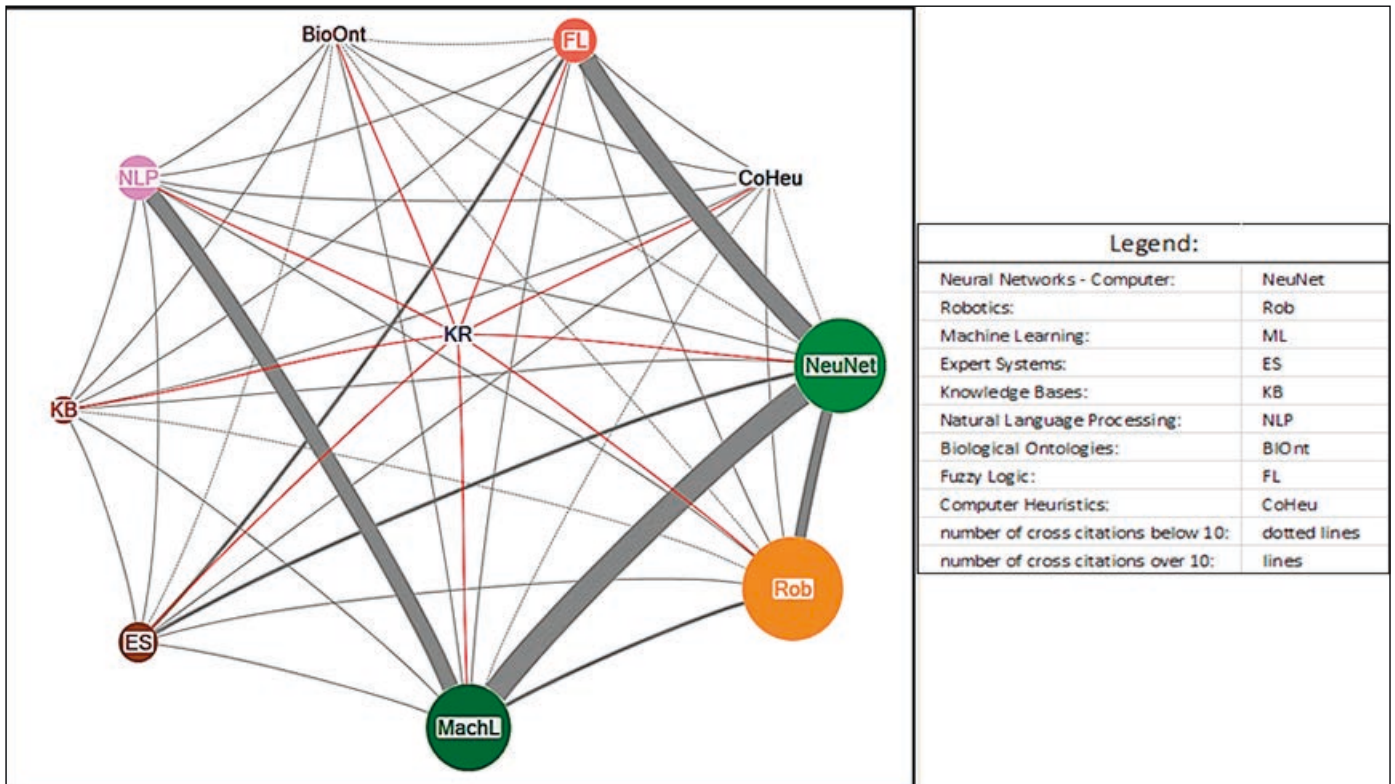 BioOnt
FL
NLP
CoHeu
KR
NeuNet
KB
Rob
ES
MachL
Legend:
Neural Networks - Computer: NeuNet
Robotics: Rob
Machine Learning: ML
Expert Systems: ES
Knowledge Bases: KB
Natural Language Processing: NLP
Biological Ontologies: BIOnt
Fuzzy Logic: FL
Computer Heuristics: CoHeu
number of cross citations below 10: dotted lines
number of cross citations over 10: lines